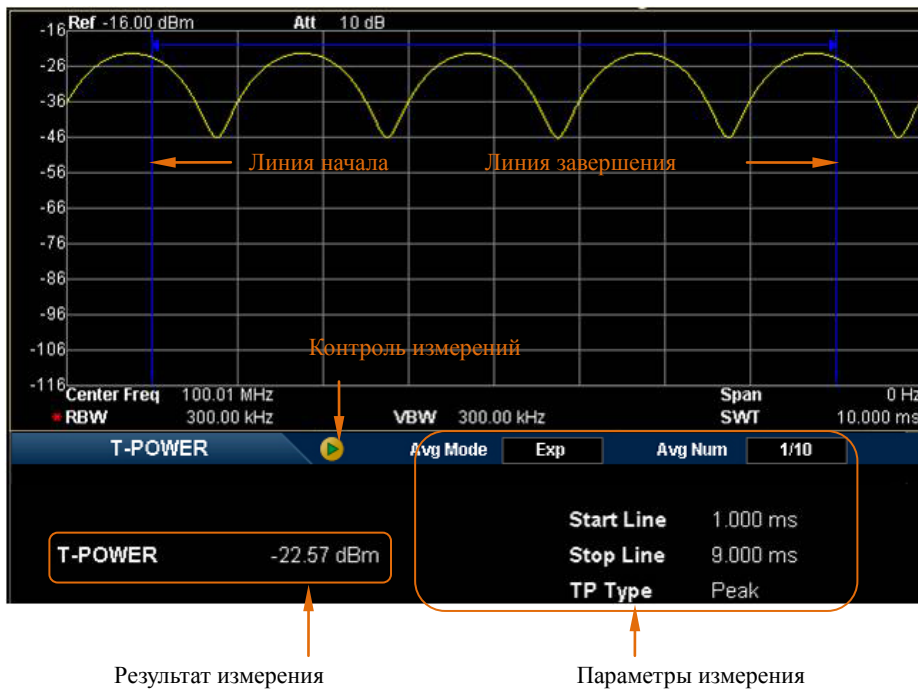 Ref -16.00 dBm Att 10 dB
-16
-26
-36
-46
Линия начала Линия завершения
-56
-66
-76
-86
-96
-106
Контроль измерений
-116
Center Freq 100.01 MHz Span 0 Hz
*RBW 300.00 kHz VBW 300.00 kHz SWT 10.000 ms
T-POWER Avg Mode Exp Avg Num 1/10
Start Line 1.000 ms
T-POWER -22.57 dBm Stop Line 9.000 ms
TP Type Peak
Результат измерения Параметры измерения